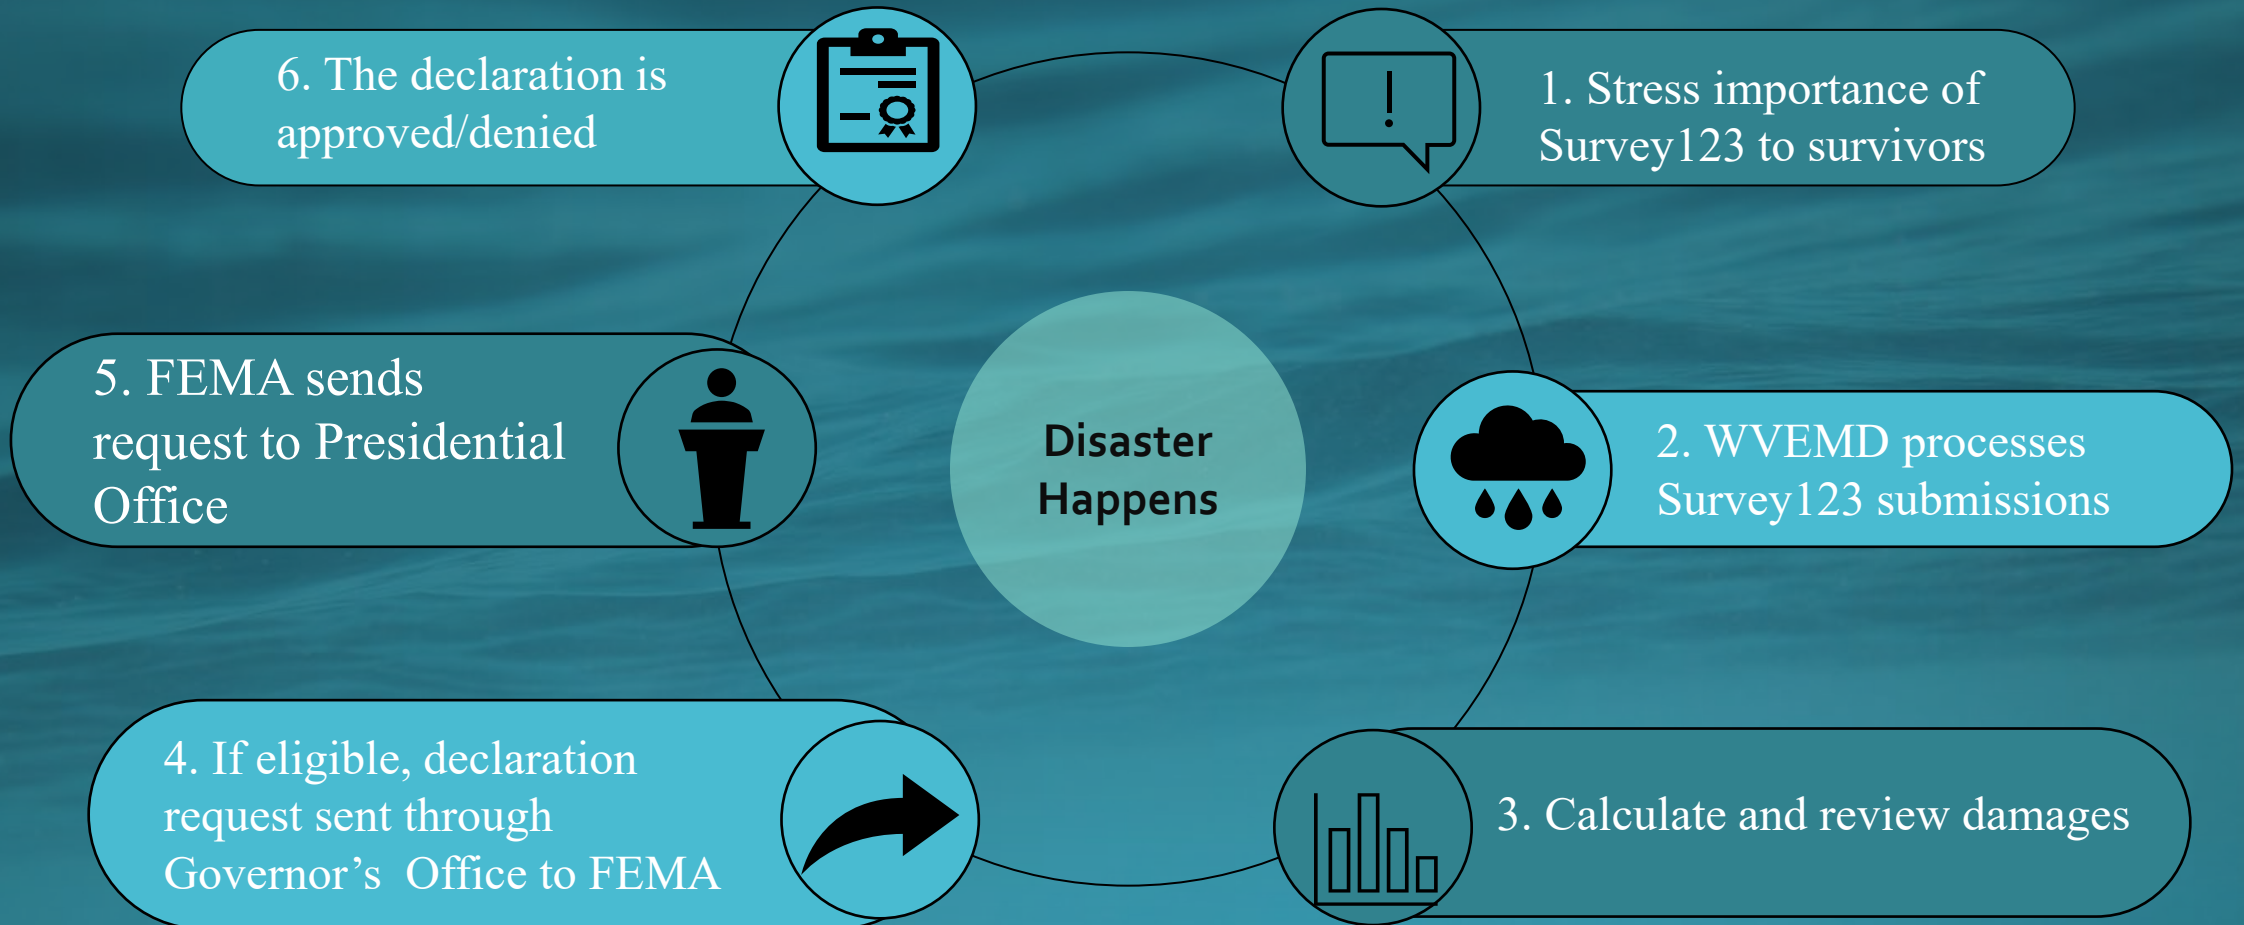 Disaster
Happens
1. Stress importance of
Survey123 to survivors
2. WVEMD processes
Survey123 submissions
3. Calculate and review damages
4. If eligible, declaration
request sent through
Governor’s  Office to FEMA
5. FEMA sends
request to Presidential
Office
6. The declaration is
approved/denied